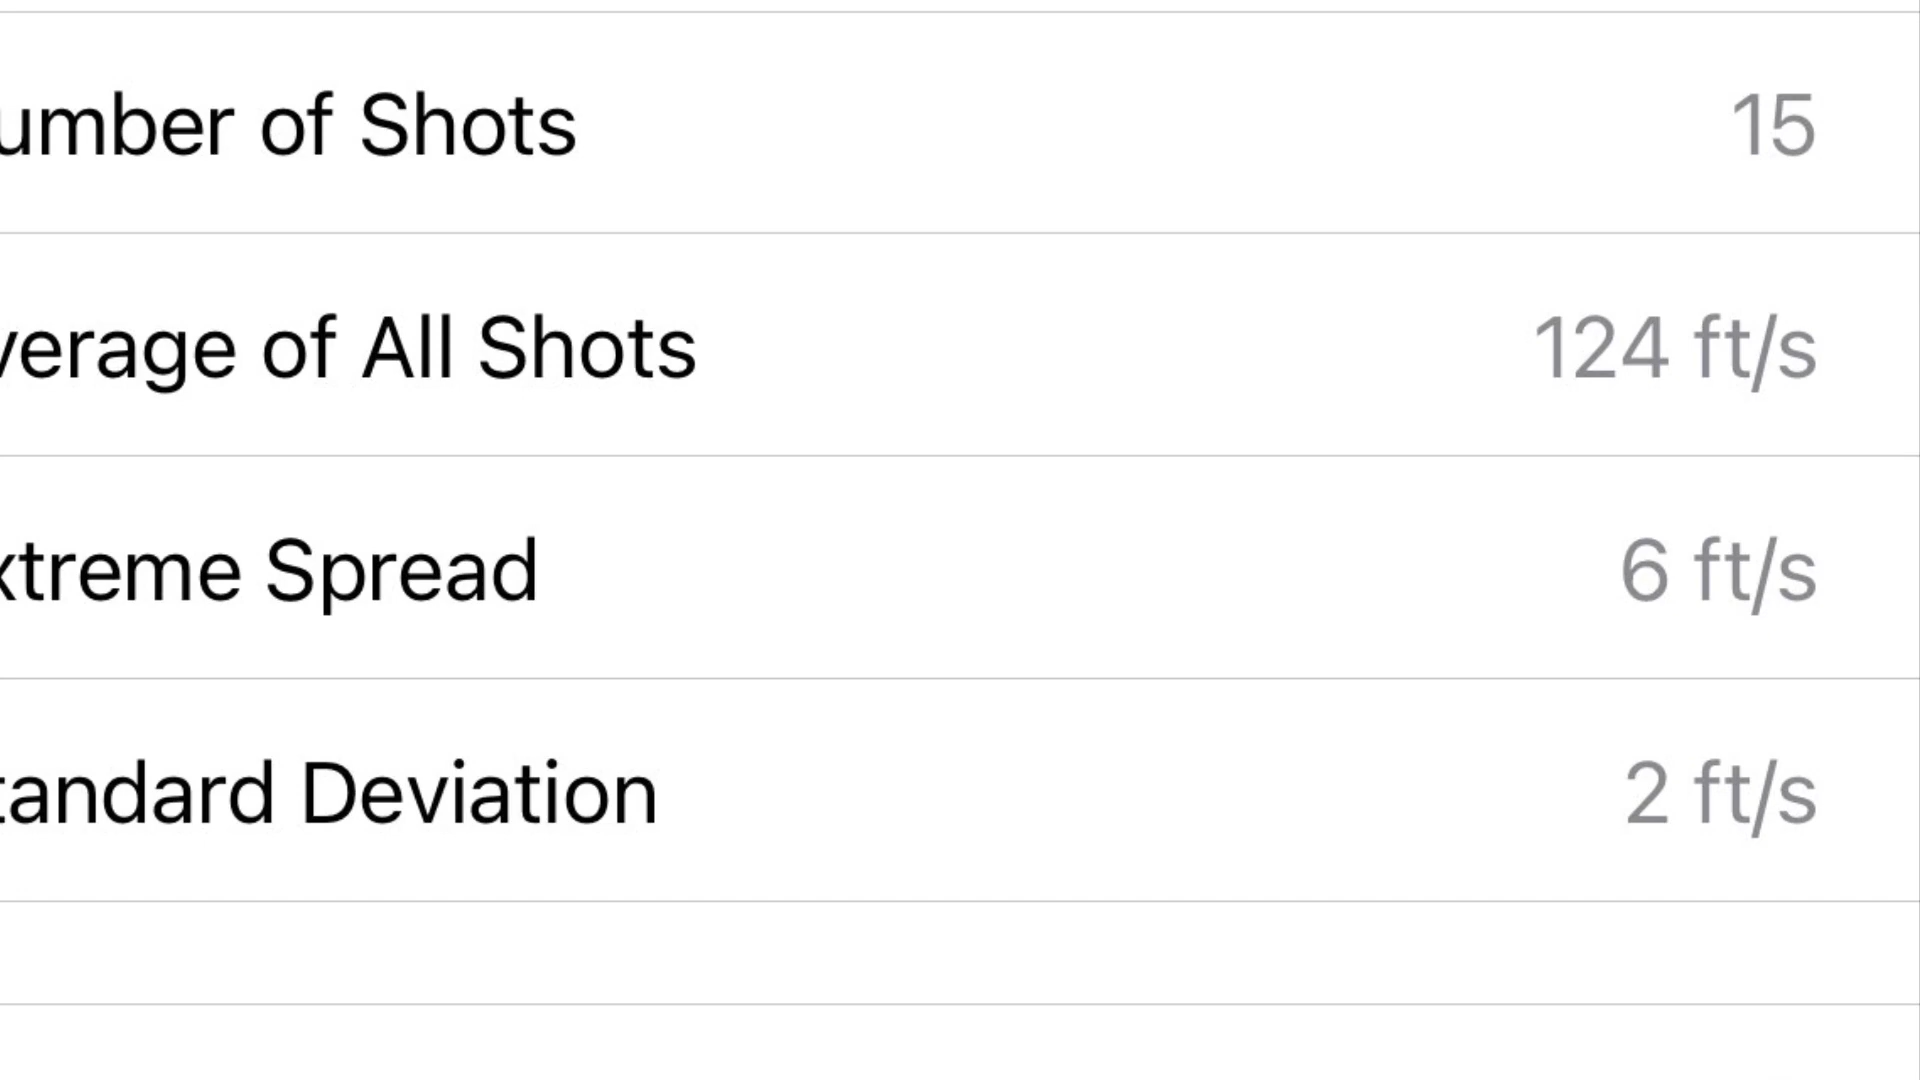 umber of Shots 15
verage of All Shots 124 ft/s
xtreme Spread 6 ft/s
tandard Deviation 2 ft/s